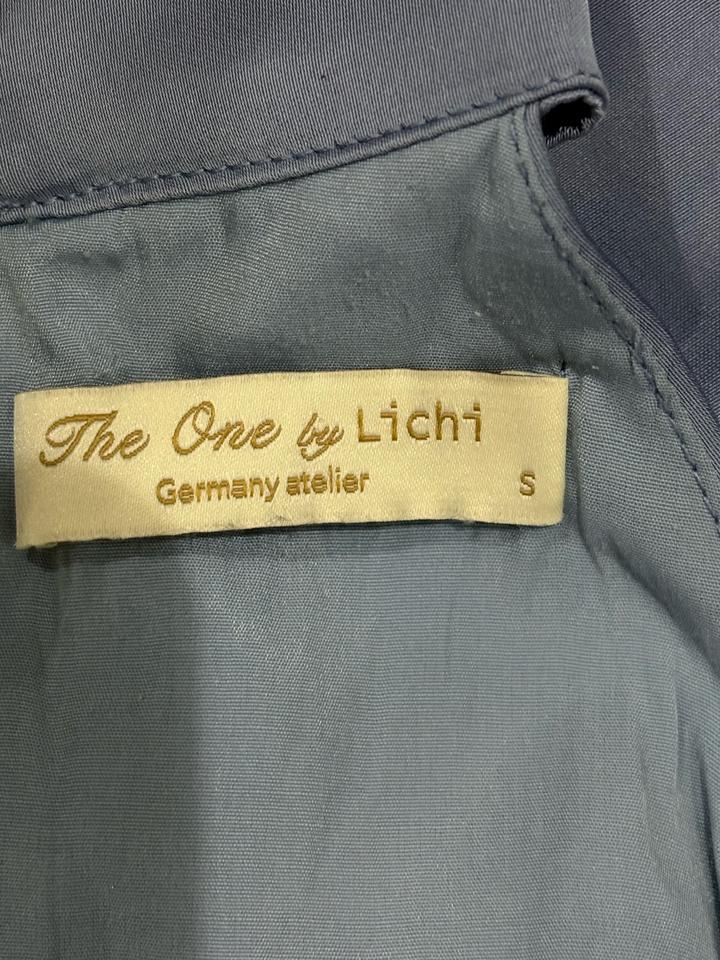 The One by Lichi
Germany atelier
S